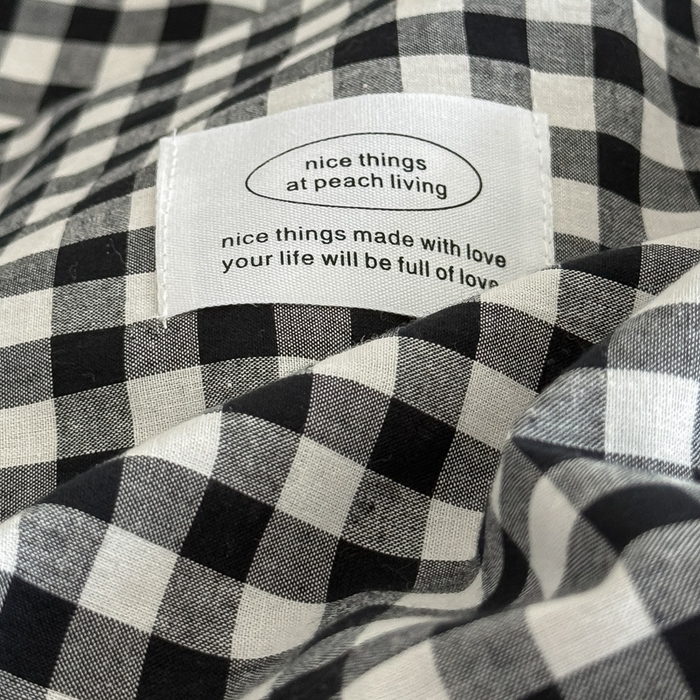 nice things
at peach living
nice things made with love
your life will be full of love